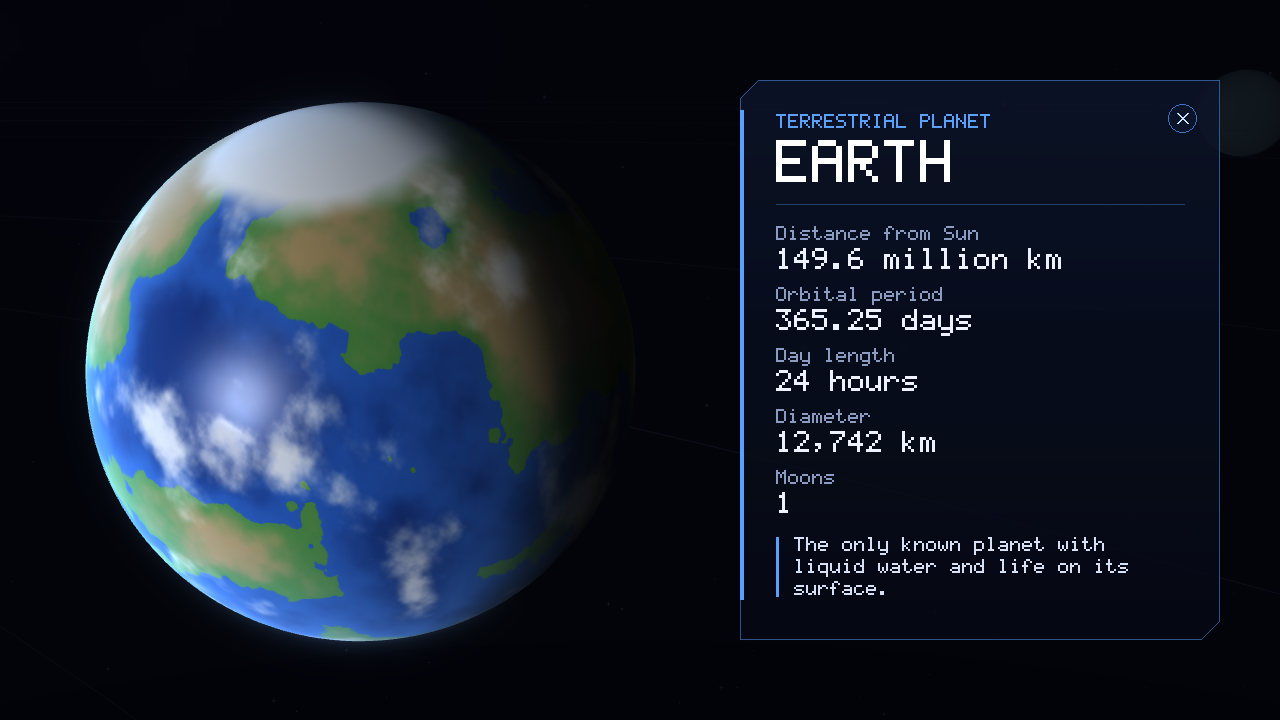 TERRESTRIAL PLANET
EARTH
Distance from Sun
149.6 million km
Orbital period
365.25 days
Day length
24 hours
Diameter
12,742 km
Moons
1
The only known planet with
liquid water and life on its
surface.